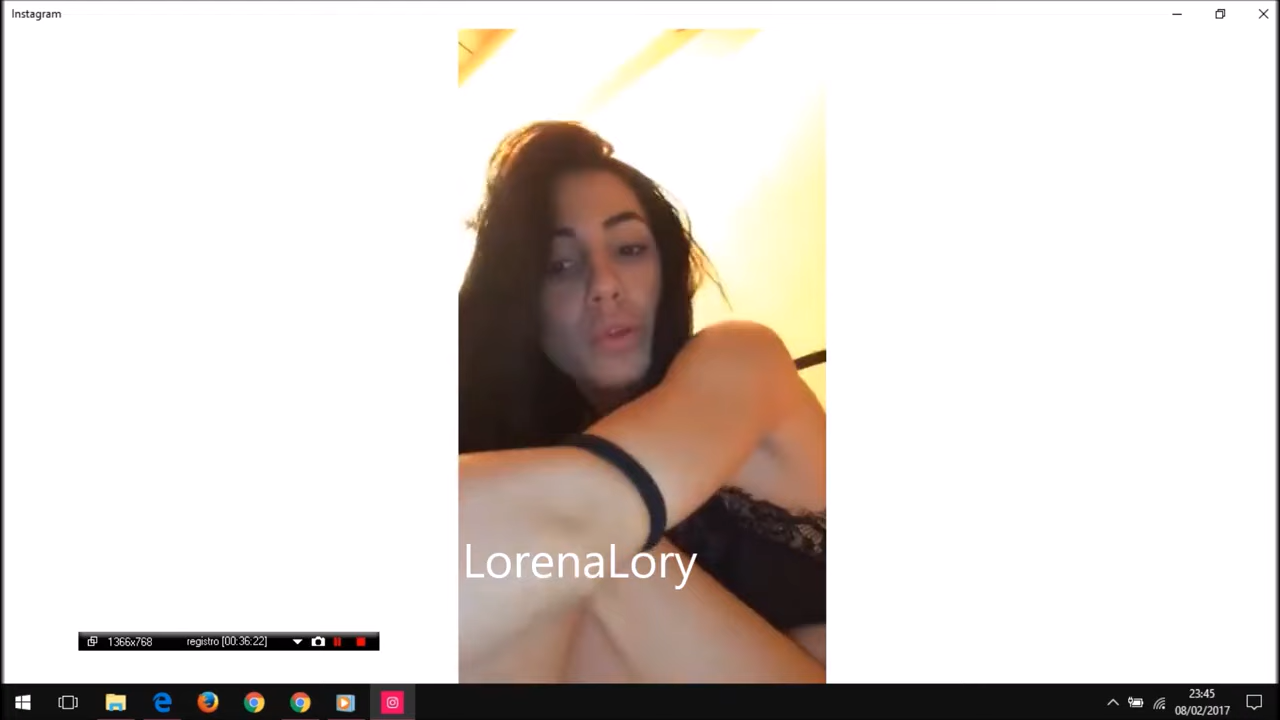 Instagram
LorenaLory
1366x768 registro [00:36:22]
23:45
08/02/2017